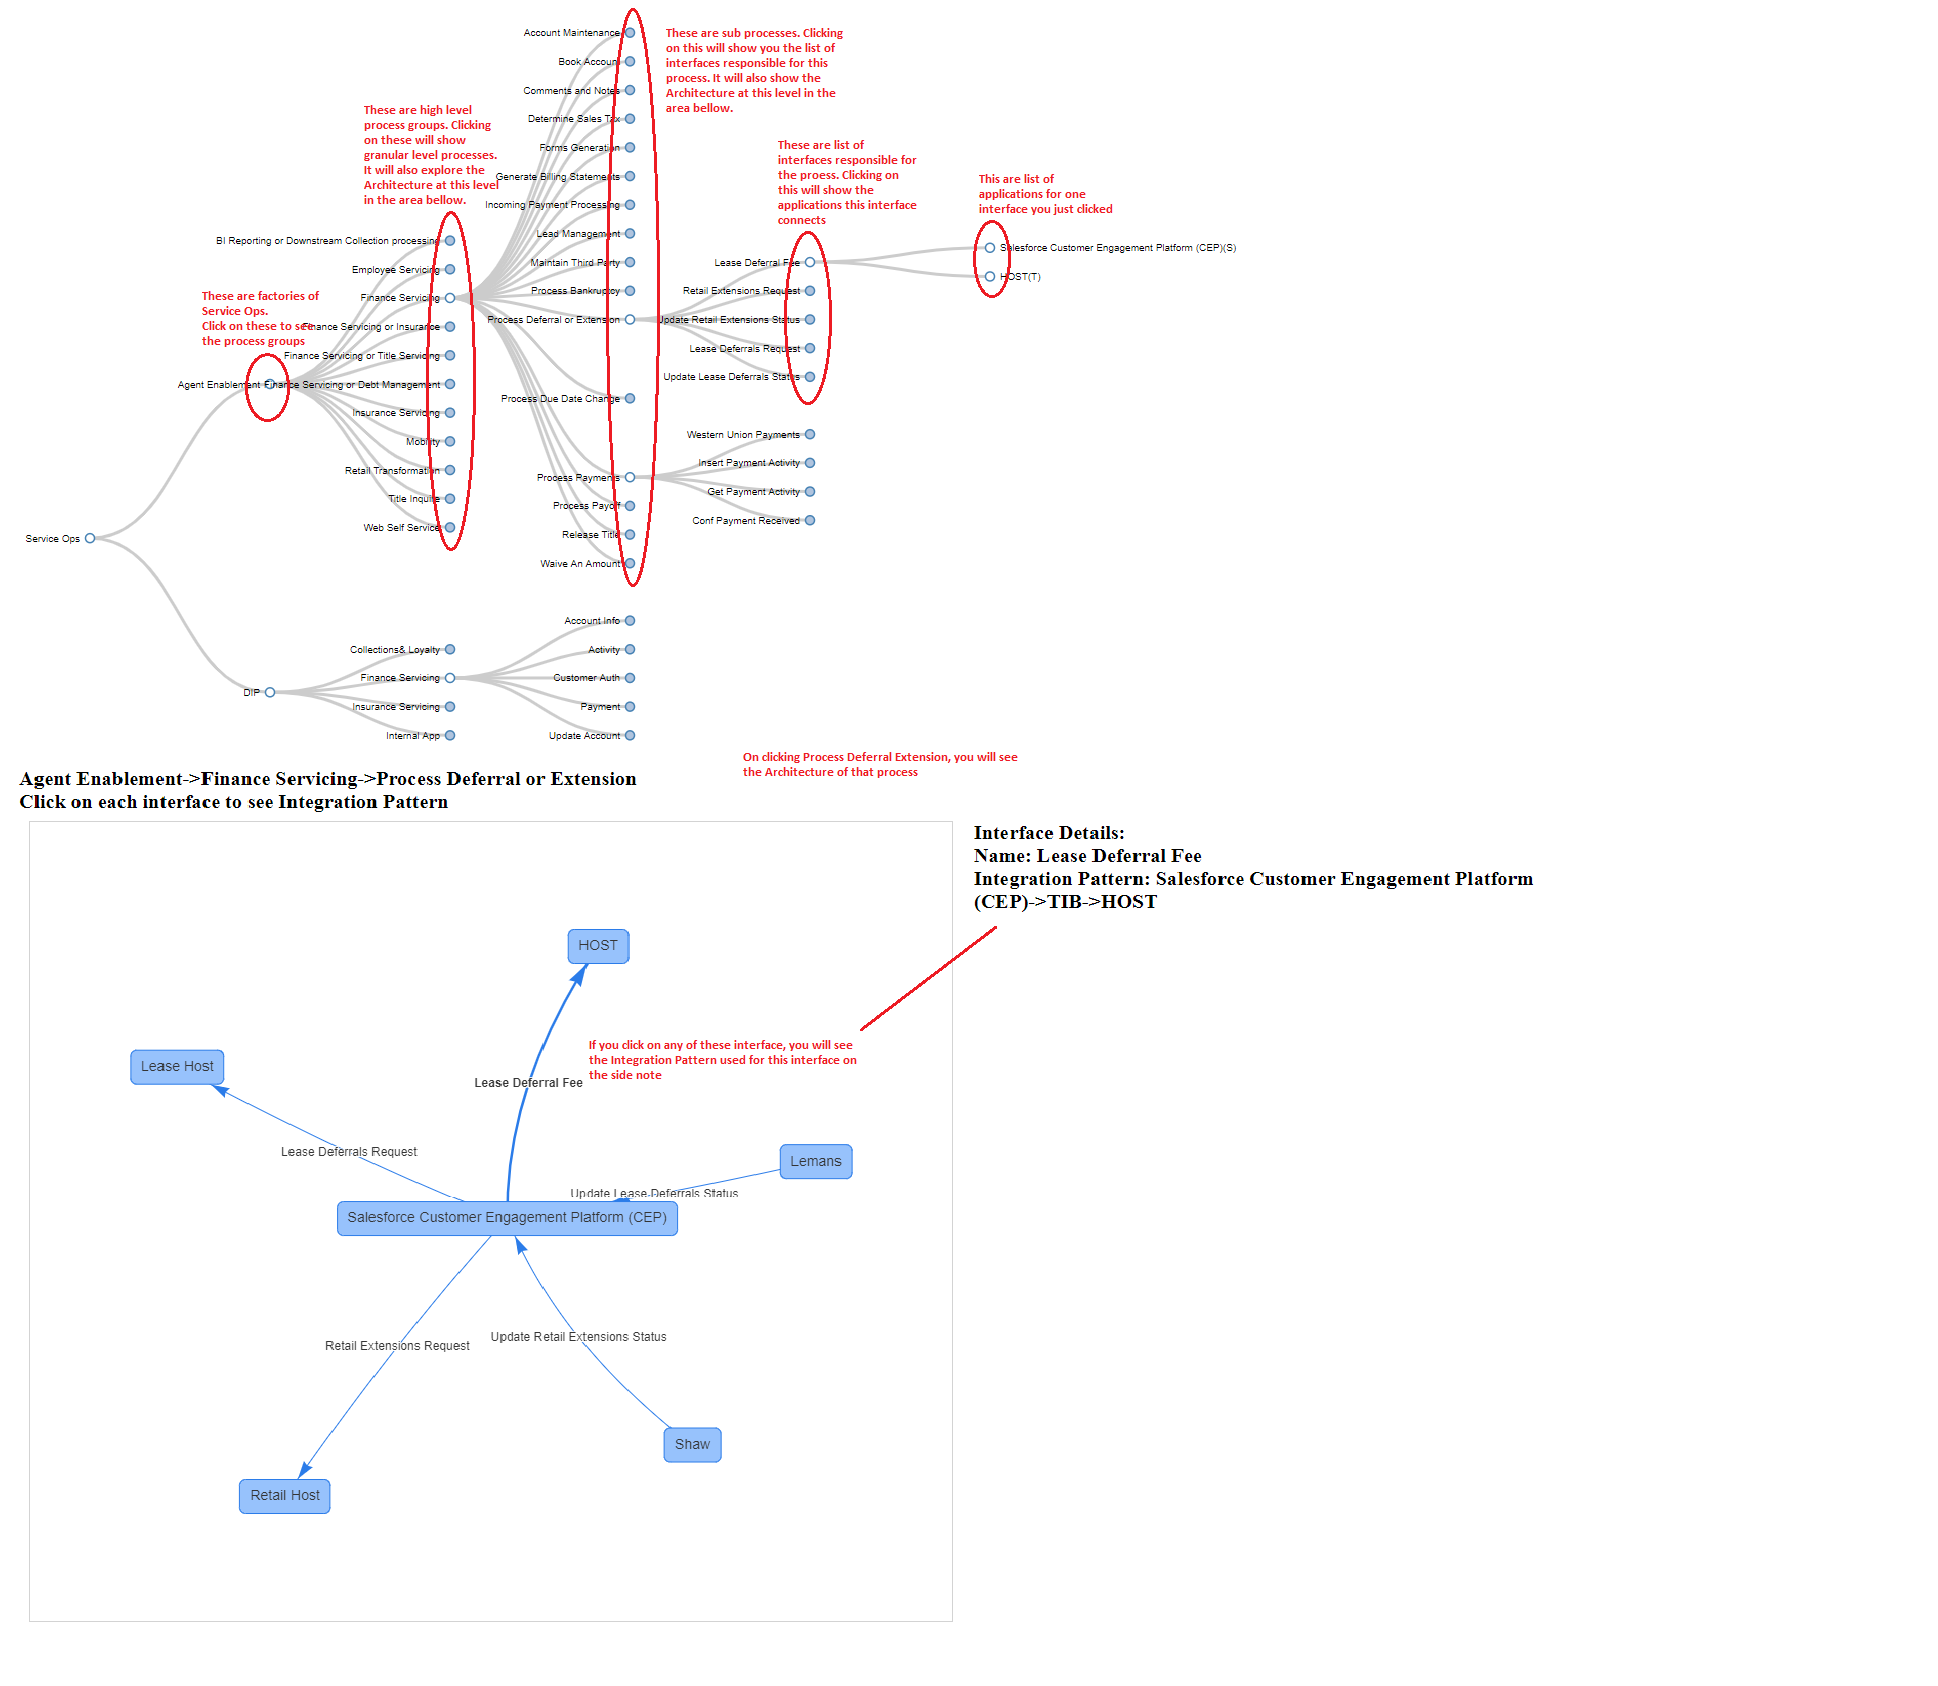 Account Maintenance
Book Account
Comments and Notes
Determine Sales Tax
Forms Generation
Generate Billing Statements
Incoming Payment Processing
Lead Management
Maintain Third Party
Process Bankruptcy
Process Deferral or Extension
Process Due Date Change
Process Payments
Process Payoff
Release Title
Waive An Amount
These are sub processes. Clicking
on this will show you the list of
interfaces responsible for this
process. It will also show the
Architecture at this level in the
area bellow.
These are high level
process groups. Clicking
on these will show
granular level processes.
It will also explore the
Architecture at this level
in the area bellow.
These are list of
interfaces responsible for
the proess. Clicking on
this will show the
applications this interface
connects
This are list of
applications for one
interface you just clicked
BI Reporting or Downstream Collection processing
Employee Servicing
Finance Servicing
Finance Servicing or Insurance
Finance Servicing or Title Servicing
Finance Servicing or Debt Management
Insurance Servicing
Mobility
Retail Transformation
Title Inquire
Web Self Service
These are factories of
Service Ops.
Click on these to see
the process groups
Agent Enablement
Lease Deferral Fee
Retail Extensions Request
Update Retail Extensions Status
Lease Deferrals Request
Update Lease Deferrals Status
Salesforce Customer Engagement Platform (CEP)(S)
HOST(T)
Western Union Payments
Insert Payment Activity
Get Payment Activity
Conf Payment Received
Service Ops
DIP
Collections& Loyalty
Finance Servicing
Insurance Servicing
Internal App
Account Info
Activity
Customer Auth
Payment
Update Account
On clicking Process Deferral Extension, you will see
the Architecture of that process
Agent Enablement->Finance Servicing->Process Deferral or Extension
Click on each interface to see Integration Pattern
Interface Details:
Name: Lease Deferral Fee
Integration Pattern: Salesforce Customer Engagement Platform
(CEP)->TIB->HOST
HOST
If you click on any of these interface, you will see
the Integration Pattern used for this interface on
the side note
Lease Host
Lease Deferral Fee
Lease Deferrals Request
Lemans
Update Lease Deferrals Status
Salesforce Customer Engagement Platform (CEP)
Retail Extensions Request
Update Retail Extensions Status
Shaw
Retail Host